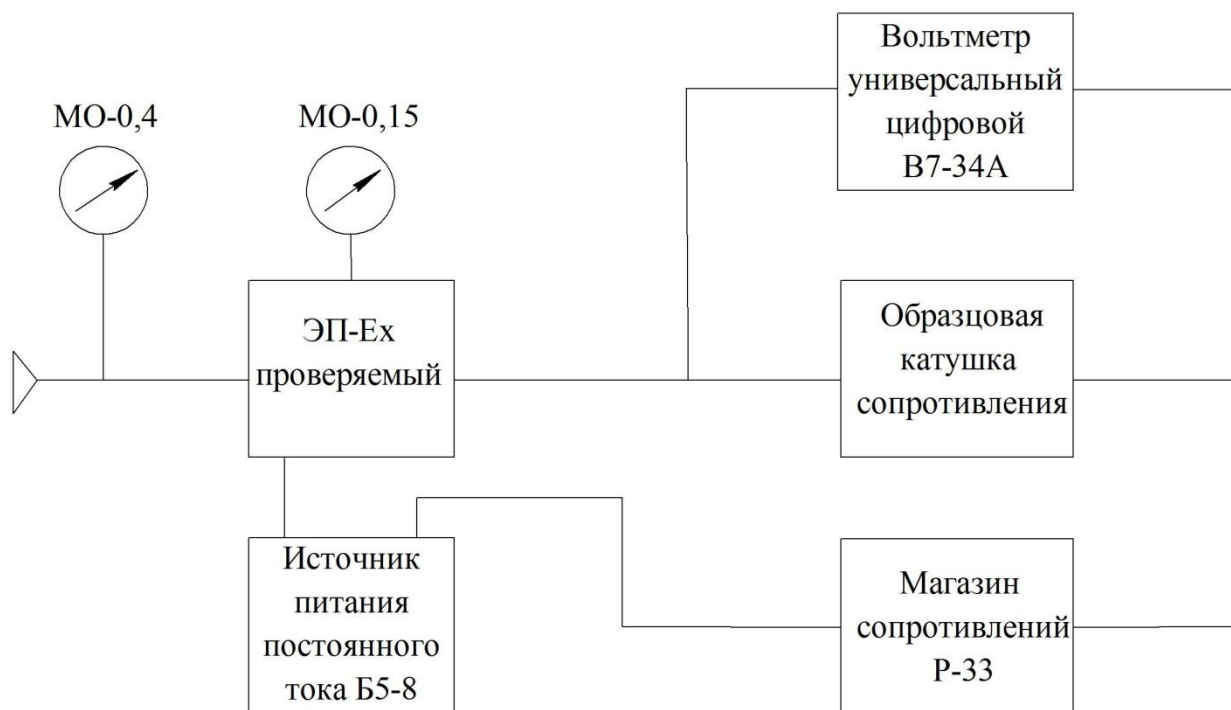 Вольтметр
универсальный
цифровой
В7-34А
МО-0,4
МО-0,15
ЭП-Ех
проверяемый
Образцовая
катушка
сопротивления
Источник
питания
постоянного
тока Б5-8
Магазин
сопротивлений
Р-33